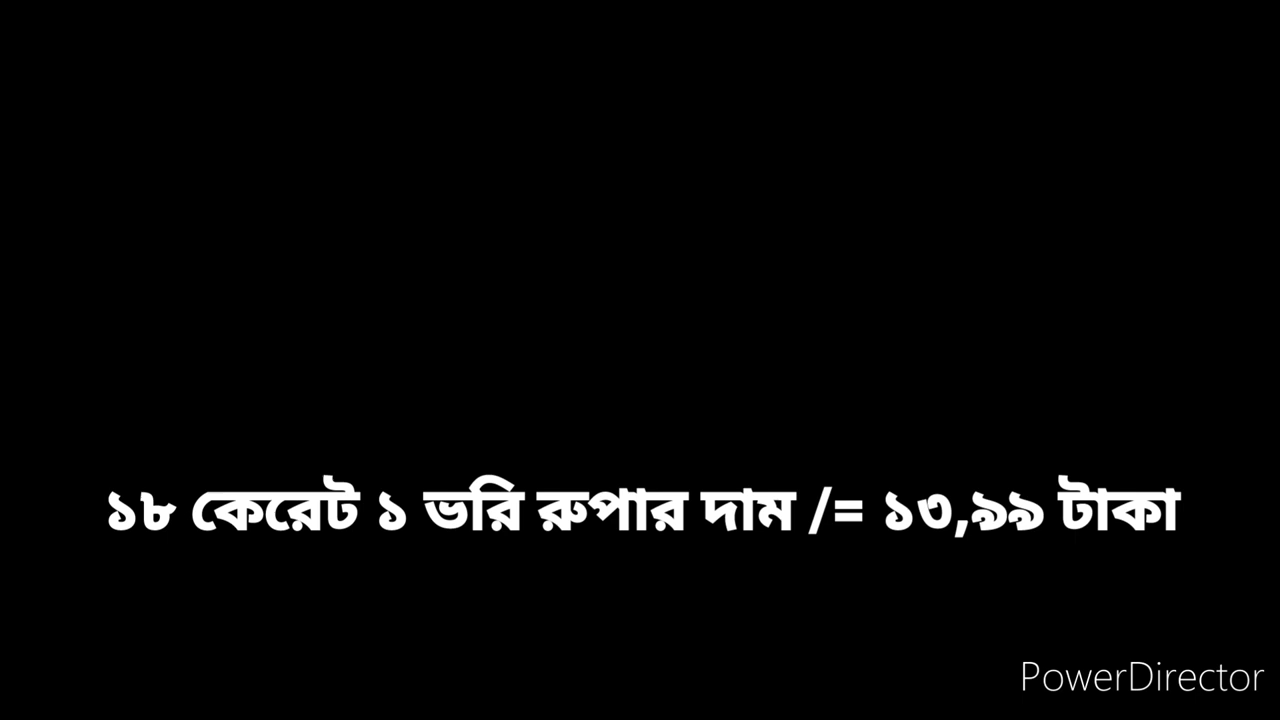 ১৮ কেরেট ১ ভরি রুপার দাম /= ১৩,৯৯ টাকা
PowerDirector